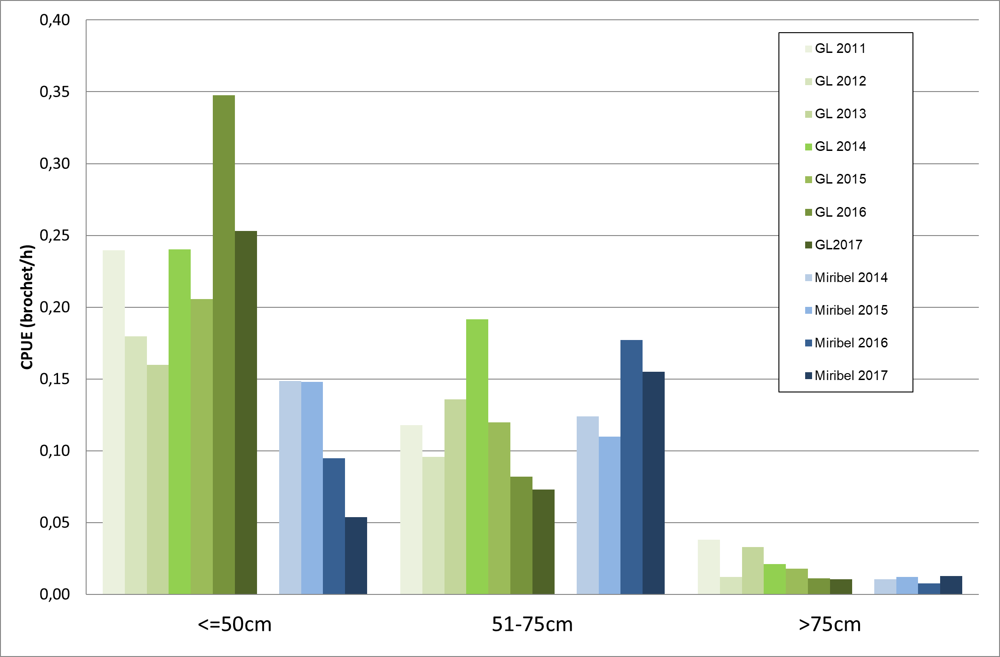 0,40
0,35
0,30
0,25
0,20
0,15
0,10
0,05
0,00
CPUE (brochet/h)
<=50cm
51-75cm
>75cm
GL 2011
GL 2012
GL 2013
GL 2014
GL 2015
GL 2016
GL2017
Miribel 2014
Miribel 2015
Miribel 2016
Miribel 2017